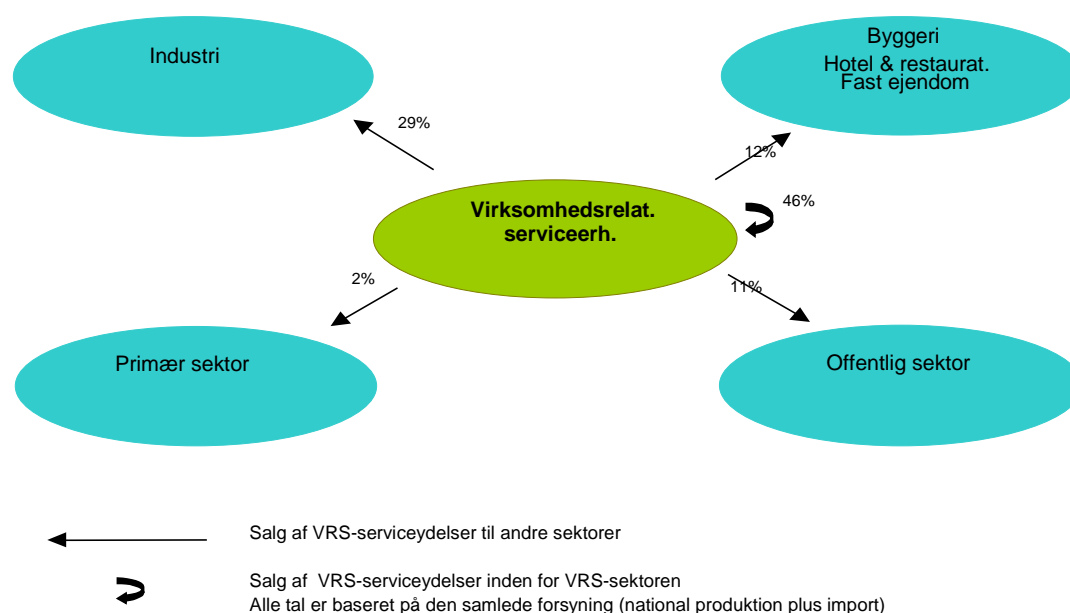 Industri
Byggeri
Hotel & restaurat.
Fast ejendom
29%
12%
Virksomhedsrelat.
serviceerh.
46%
2%
11%
Primær sektor
Offentlig sektor
Salg af VRS-serviceydelser til andre sektorer
Salg af VRS-serviceydelser inden for VRS-sektoren
Alle tal er baseret på den samlede forsyning (national produktion plus import)